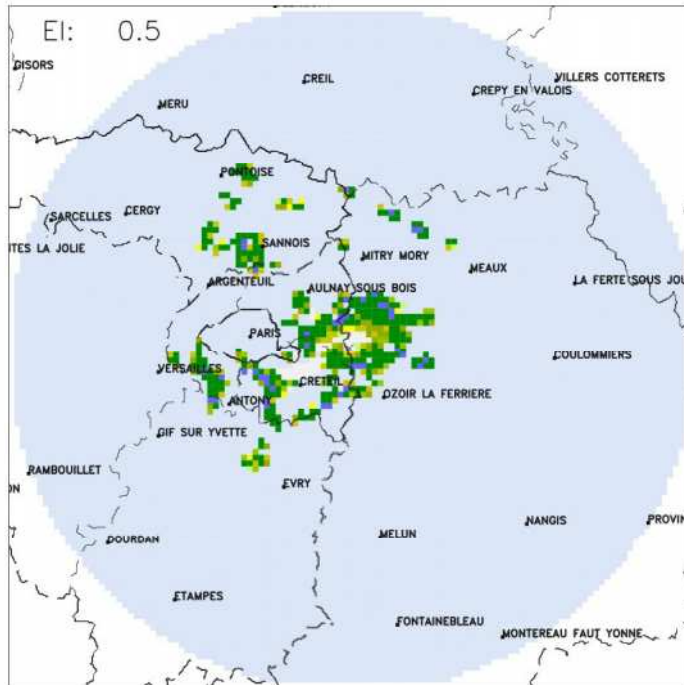 El: 0.5
GISORS
CREIL
VILLERS COTTERETS
CREPY EN VALOIS
MERU
PONTOISE
SARCELLES
CERGY
SANNOIS
TES LA JOLIE
MITRY MORY
MEAUX
ARGENTEUIL
AULNAY SOUS BOIS
LA FERTE SOUS JOU
PARIS
COULOMMIERS
VERSAILLES
CRETEIL
OZOIR LA FERRIERE
ANTONY
GIF SUR YVETTE
RAMBOUILLET
ON
EVRY
NANGIS
PROVIN
DOURDAN
MELUN
ETAMPES
FONTAINEBLEAU
MONTEREAU FAUT YONNE